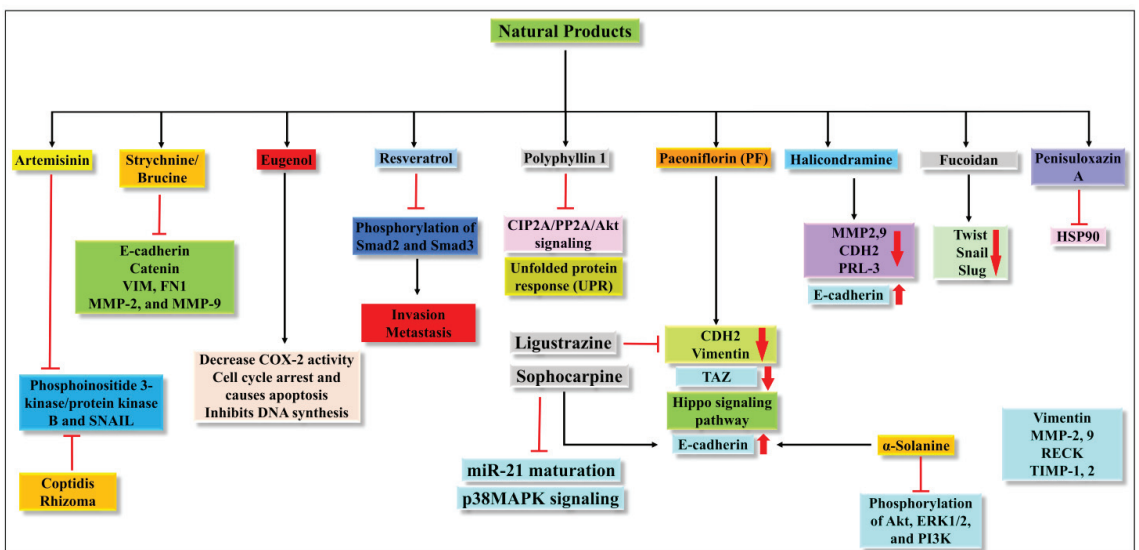 Natural Products
Artemisinin
Strychnine/
Brucine
Eugenol
Resveratrol
Polyphyllin 1
Paeoniflorin (PF)
Halicondramine
Fucoidan
Penisuloxazin
A
E-cadherin
Catenin
VIM, FN1
MMP-2, and MMP-9
Phosphorylation of
Smad2 and Smad3
CIP2A/PP2A/Akt
signaling
Unfolded protein
response (UPR)
MMP2,9
CDH2
PRL-3
E-cadherin
Twist
Snail
Slug
HSP90
Invasion
Metastasis
Ligustrazine
Sophocarpine
CDH2
Vimentin
TAZ
Hippo signaling
pathway
E-cadherin
Decrease COX-2 activity
Cell cycle arrest and
causes apoptosis
Inhibits DNA synthesis
Phosphoinositide 3-
kinase/protein kinase
B and SNAIL
Coptidis
Rhizoma
miR-21 maturation
p38MAPK signaling
α-Solanine
Phosphorylation
of Akt, ERK1/2,
and PI3K
Vimentin
MMP-2, 9
RECK
TIMP-1, 2